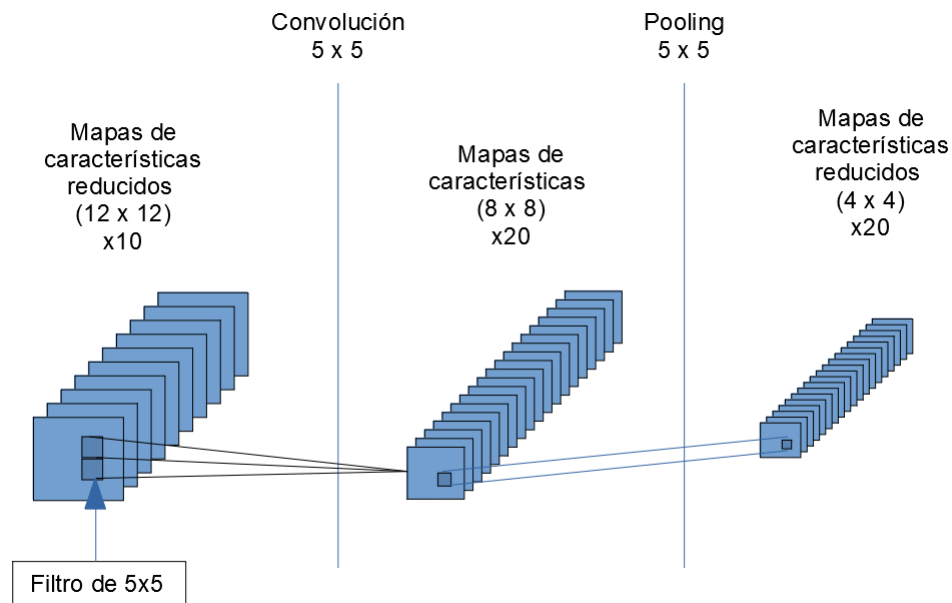 Convolución
5 x 5
Pooling
5 x 5
Mapas de
características
reducidos
(12 x 12)
x10
Mapas de
características
(8 x 8)
x20
Mapas de
características
reducidos
(4 x 4)
x20
Filtro de 5x5